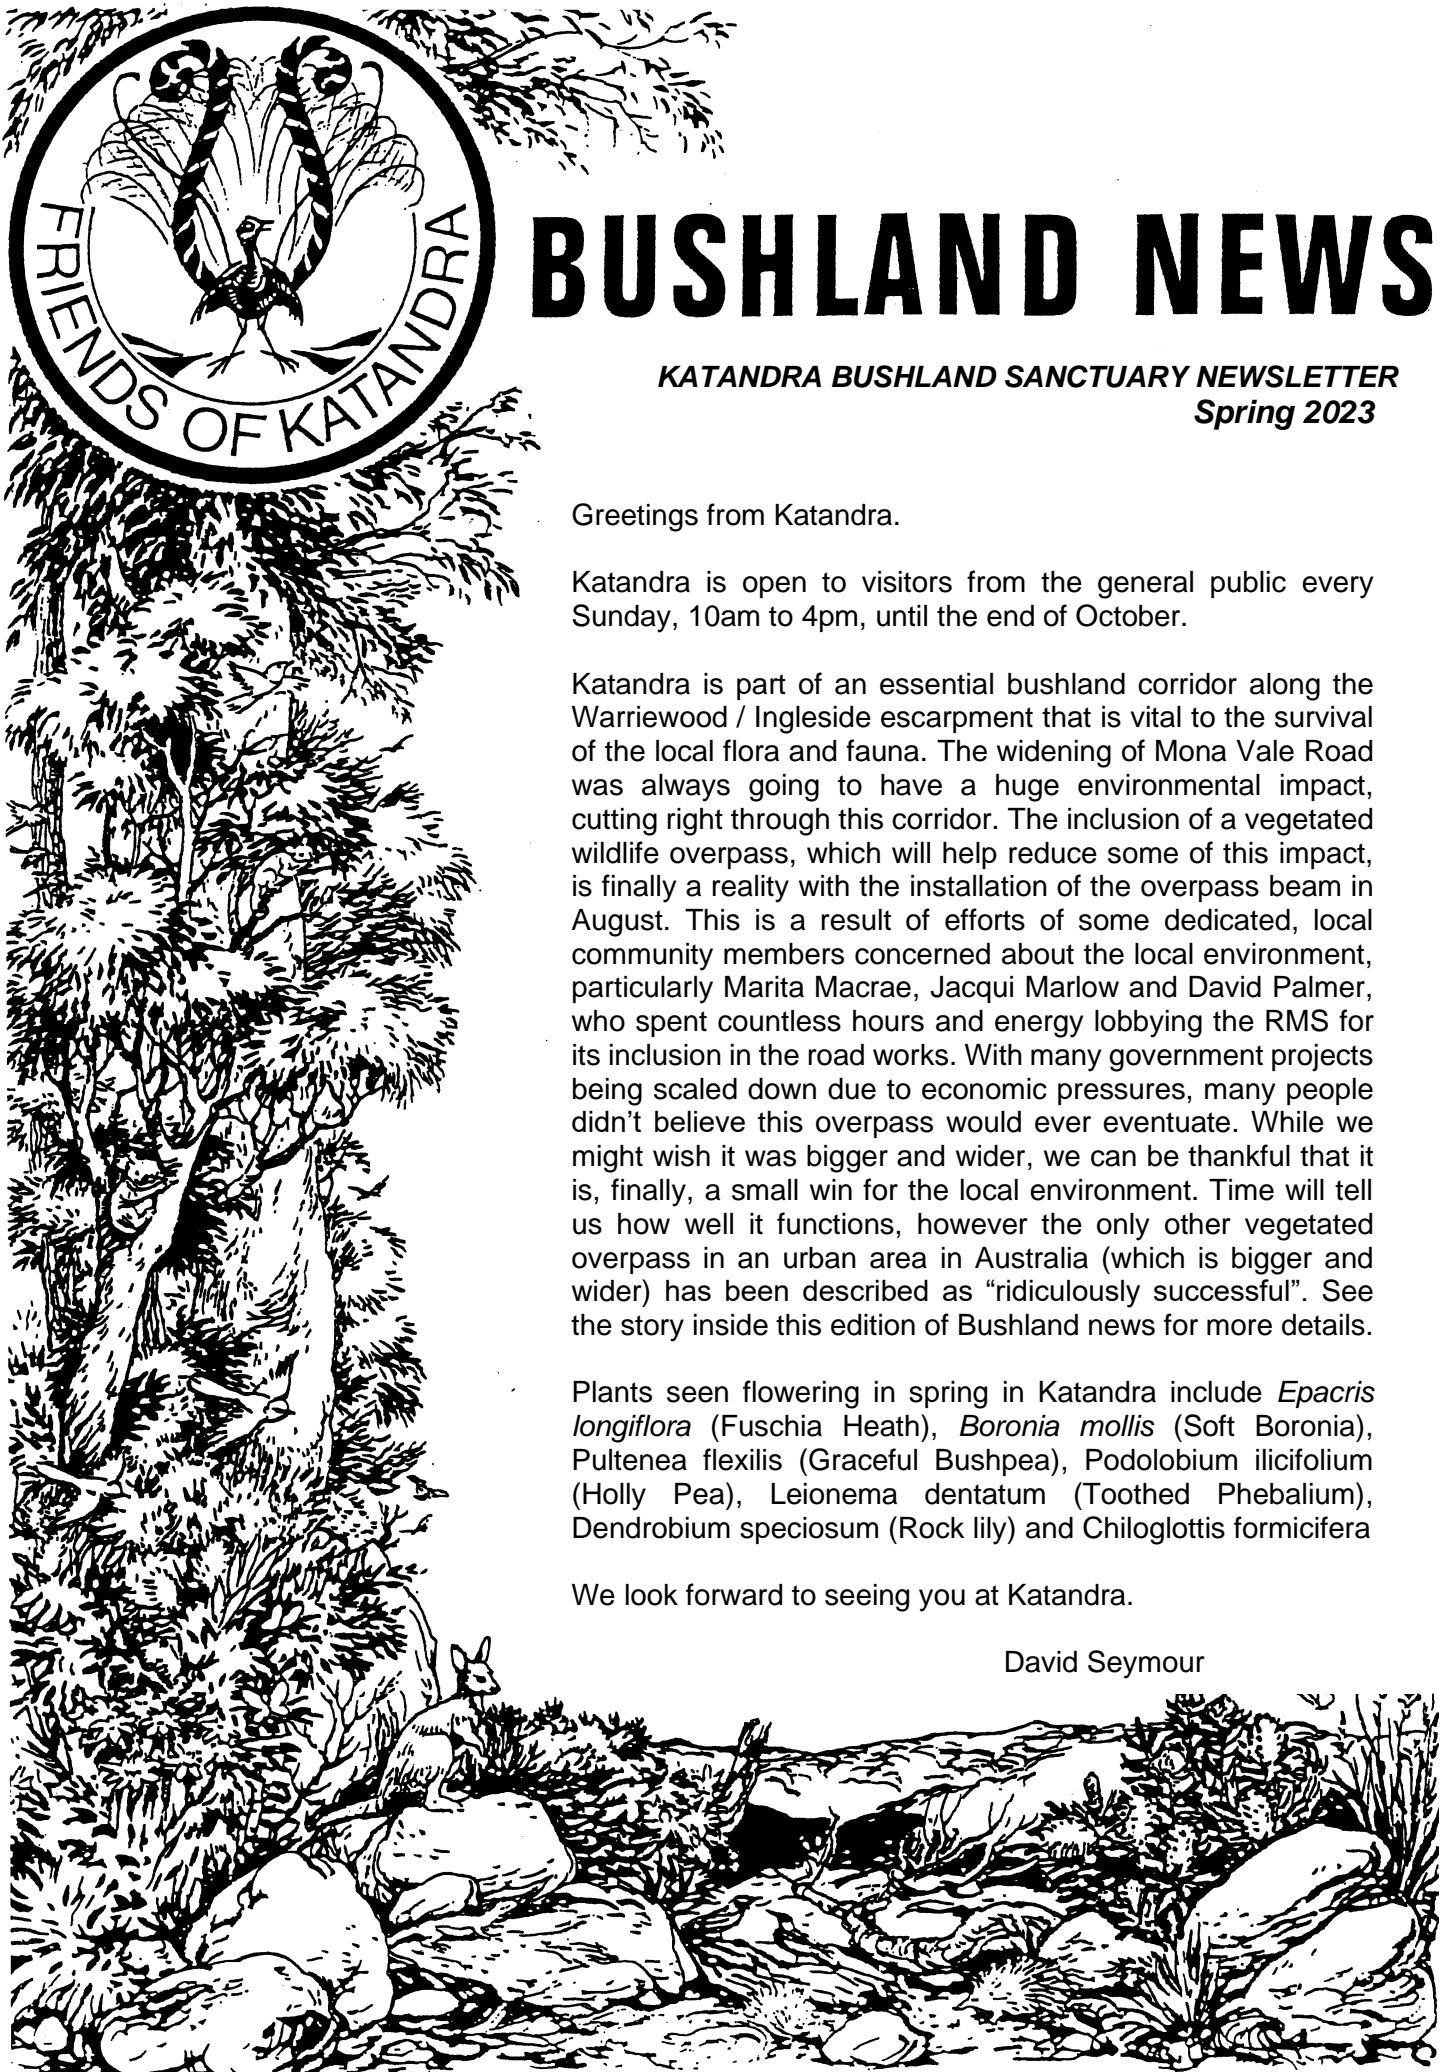 FRIENDS OF KATANDRA
BUSHLAND NEWS
KATANDRA BUSHLAND SANCTUARY NEWSLETTER
Spring 2023
Greetings from Katandra.
Katandra is open to visitors from the general public every
Sunday, 10am to 4pm, until the end of October.
Katandra is part of an essential bushland corridor along the
Warriewood / Ingleside escarpment that is vital to the survival
of the local flora and fauna. The widening of Mona Vale Road
was always going to have a huge environmental impact,
cutting right through this corridor. The inclusion of a vegetated
wildlife overpass, which will help reduce some of this impact,
is finally a reality with the installation of the overpass beam in
August. This is a result of efforts of some dedicated, local
community members concerned about the local environment,
particularly Marita Macrae, Jacqui Marlow and David Palmer,
who spent countless hours and energy lobbying the RMS for
its inclusion in the road works. With many government projects
being scaled down due to economic pressures, many people
didn’t believe this overpass would ever eventuate. While we
might wish it was bigger and wider, we can be thankful that it
is, finally, a small win for the local environment. Time will tell
us how well it functions, however the only other vegetated
overpass in an urban area in Australia (which is bigger and
wider) has been described as “ridiculously successful”. See
the story inside this edition of Bushland news for more details.
Plants seen flowering in spring in Katandra include Epacris
longiflora (Fuschia Heath), Boronia mollis (Soft Boronia),
Pultenea flexilis (Graceful Bushpea), Podolobium ilicifolium
(Holly Pea), Leionema dentatum (Toothed Phebalium),
Dendrobium speciosum (Rock lily) and Chiloglottis formicifera
We look forward to seeing you at Katandra.
David Seymour